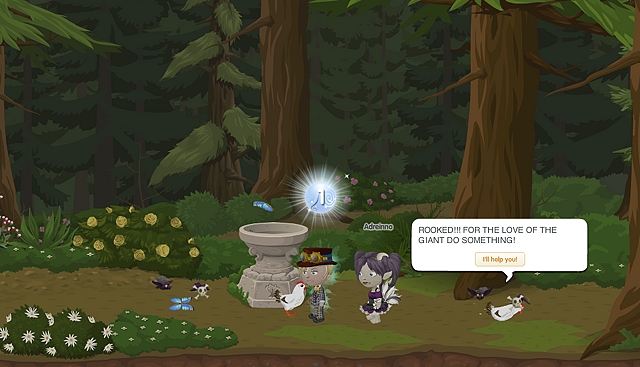 Adreinno
ROOKED!!! FOR THE LOVE OF THE
GIANT DO SOMETHING!
I'll help you!